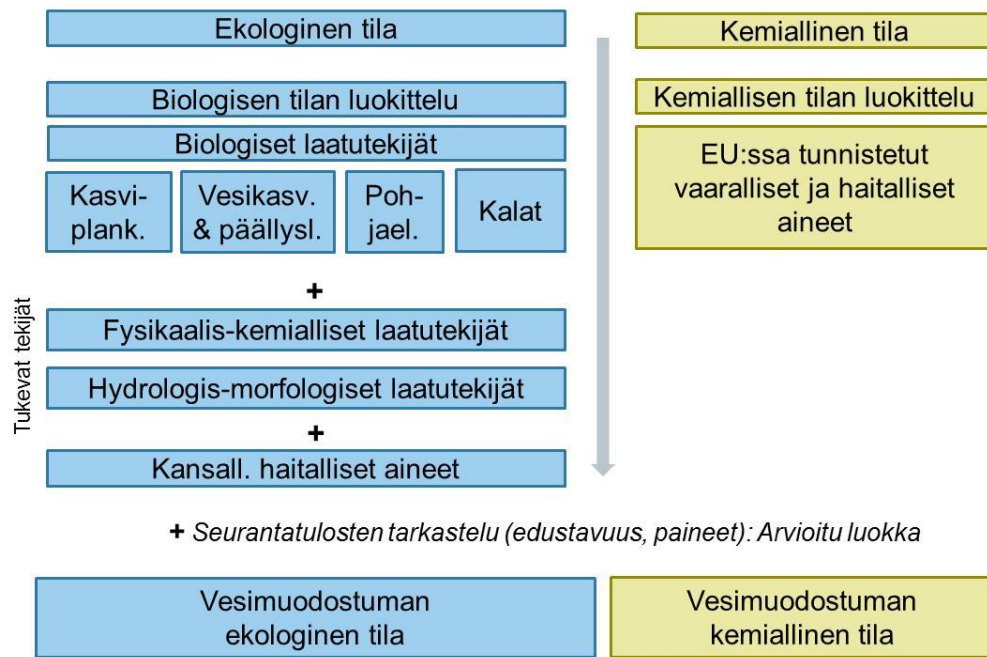 Ekologinen tila
Kemiallinen tila
Biologisen tilan luokittelu
Kemiallisen tilan luokittelu
Biologiset laatutekijät
EU:ssa tunnistetut
vaaralliset ja haitalliset
aineet
Kasvi-
plank.
Vesikasv.
& päällysl.
Poh-
jael.
Kalat
+
Tukevat tekijät
Fysikaalis-kemialliset laatutekijät
Hydrologis-morfologiset laatutekijät
+
Kansall. haitalliset aineet
+ Seurantatulosten tarkastelu (edustavuus, paineet): Arvioitu luokka
Vesimuodostuman
ekologinen tila
Vesimuodostuman
kemiallinen tila